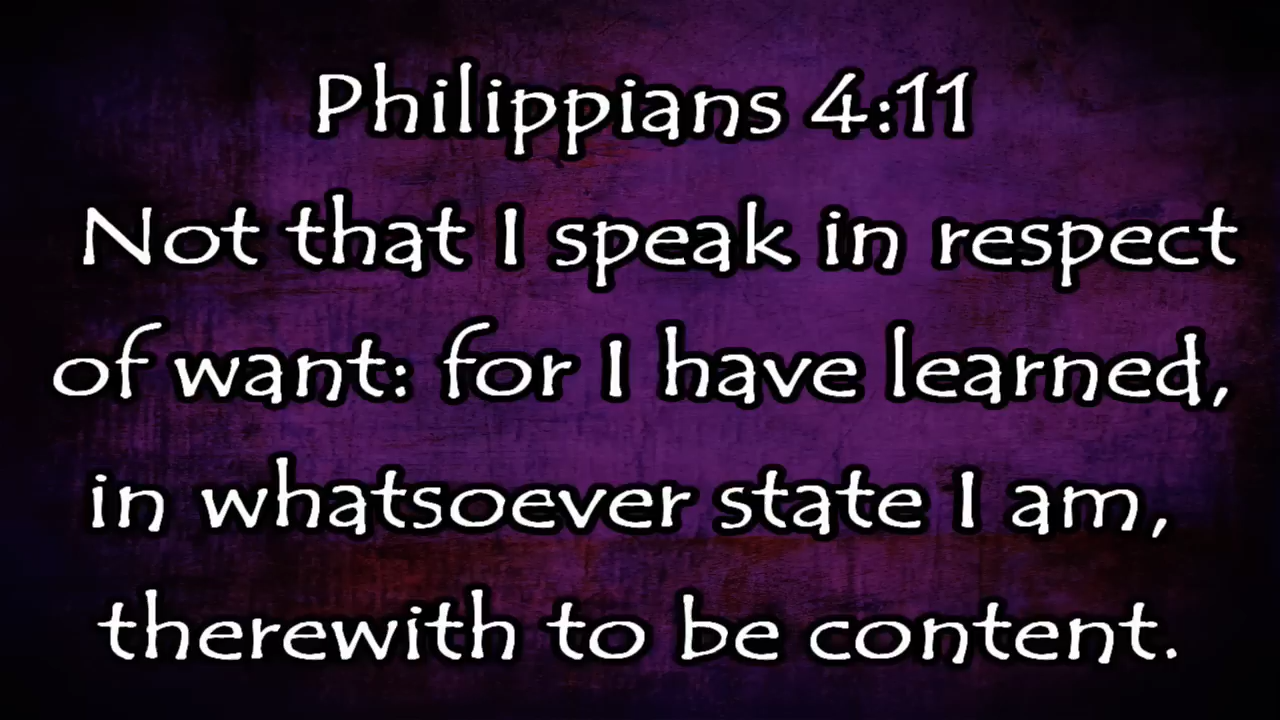 Philippians 4:11
Not that I speak in respect
of want: for I have learned,
in whatsoever state I am,
therewith to be content.